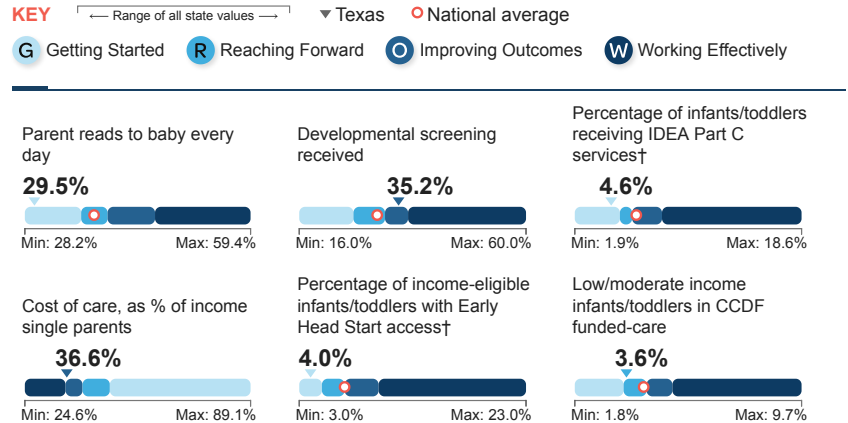 KEY
← Range of all state values →
Texas
National average
G Getting Started
R Reaching Forward
O Improving Outcomes
W Working Effectively
Parent reads to baby every
day
29.5%
Min: 28.2%
Max: 59.4%
Developmental screening
received
35.2%
Min: 16.0%
Max: 60.0%
Percentage of infants/toddlers
receiving IDEA Part C
services†
4.6%
Min: 1.9%
Max: 18.6%
Cost of care, as % of income
single parents
36.6%
Min: 24.6%
Max: 89.1%
Percentage of income-eligible
infants/toddlers with Early
Head Start access†
4.0%
Min: 3.0%
Max: 23.0%
Low/moderate income
infants/toddlers in CCDF
funded-care
3.6%
Min: 1.8%
Max: 9.7%